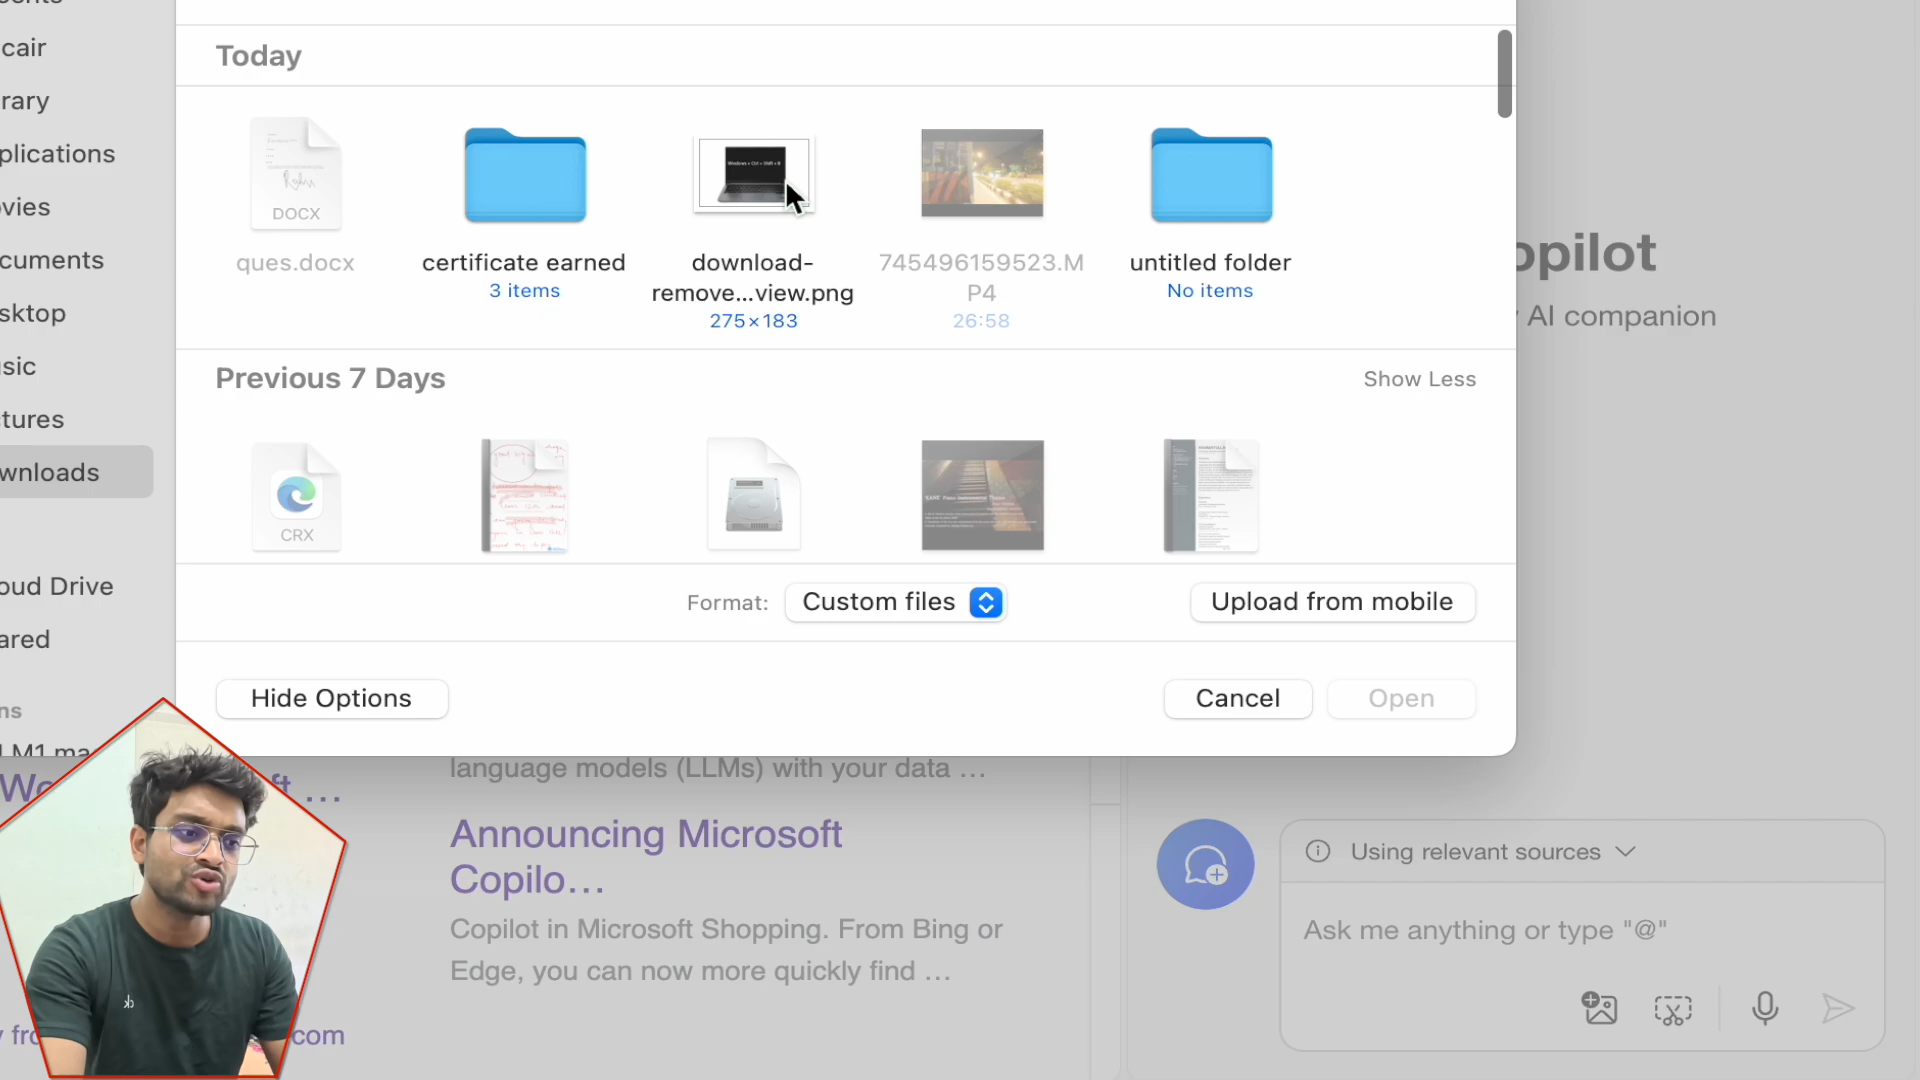 cair
rary
plications
vies
cuments
sktop
sic
tures
wnloads
oud Drive
ared
ns
Today
DOCX
ques.docx
certificate earned
3 items
Windows + Ctrl + Shift + B
download-
remove...view.png
275×183
745496159523.M
P4
26:58
untitled folder
No items
Previous 7 Days
Show Less
CRX
Format:
Custom files
Upload from mobile
Hide Options
Cancel
Open
opilot
AI companion
language models (LLMs) with your data ...
Announcing Microsoft
Copilo...
Copilot in Microsoft Shopping. From Bing or
Edge, you can now more quickly find ...
com
Using relevant sources
Ask me anything or type "@"